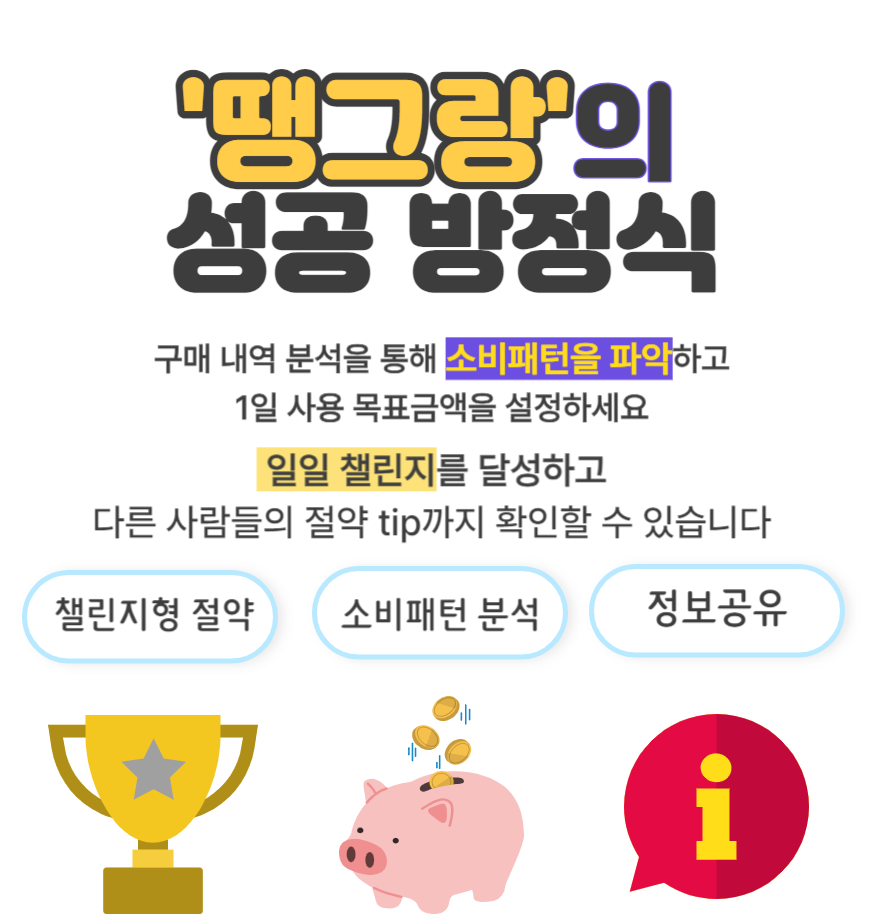 '땡그랑'의
성공 방정식
구매 내역 분석을 통해 소비패턴을 파악하고
1일 사용 목표금액을 설정하세요
일일 챌린지를 달성하고
다른 사람들의 절약 tip까지 확인할 수 있습니다
챌린지형 절약
소비패턴 분석
정보공유
i